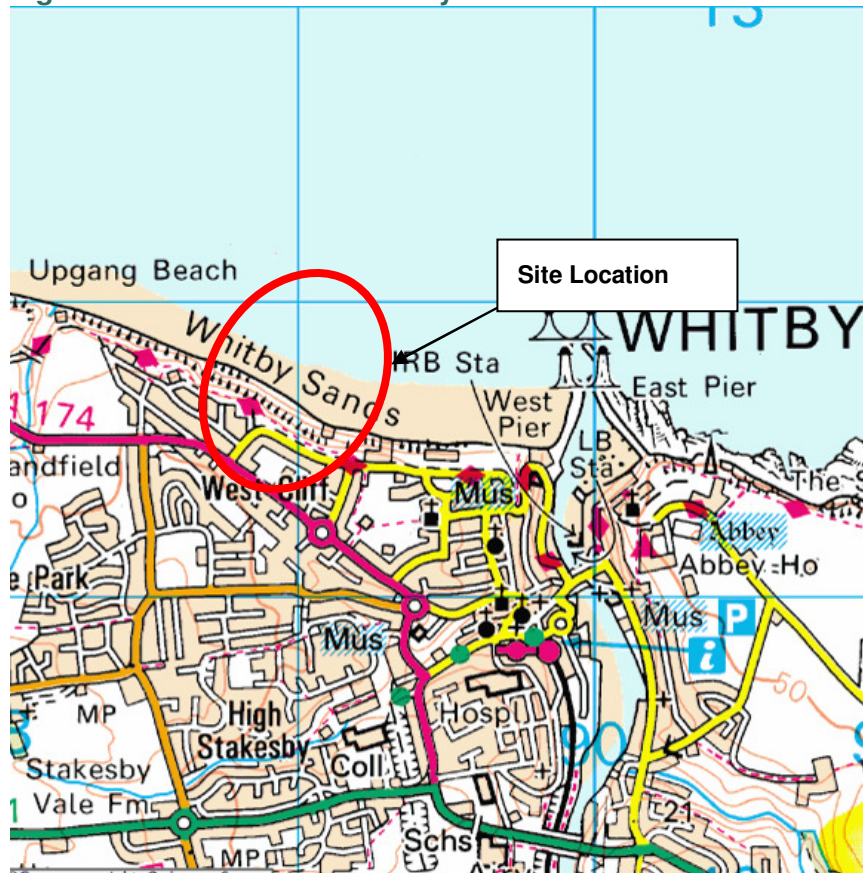 13
Upgang Beach
Site Location
Whitby Sands
WHITBY
IRB Sta
East Pier
West
Pier
LB
Sta
A 174
andfield
o
West Cliff
Mus
The S
Abbey
Abbey Ho
e Park
Mus
Mus
P
i
50
MP
High
Stakesby
Hosp
90
Coll
Stakesby
Vale Fm
21
Schs
MP